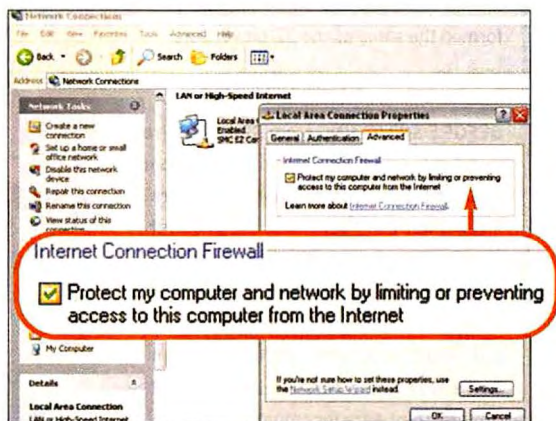 Network Connections
File Edit View Favorites Tools Advanced Help
Back Search Folders
Address Network Connections
Network Tasks
Create a new
connection
Set up a home or small
office network
Disable this network
device
Repair this connection
Rename this connection
View status of this
connection
My Computer
Details
Local Area Connection
LAN or High-Speed Internet
LAN or High-Speed Internet
Local Area
Enabled
SMC EZ Car
Local Area Connection Properties
General Authentication Advanced
Internet Connection Firewall
Protect my computer and network by limiting or preventing
access to this computer from the Internet
Learn more about Internet Connection Firewall.
Internet Connection Firewall
Protect my computer and network by limiting or preventing
access to this computer from the Internet
If you're not sure how to set these properties, use
the Network Setup Wizard instead.
Settings...
OK Cancel